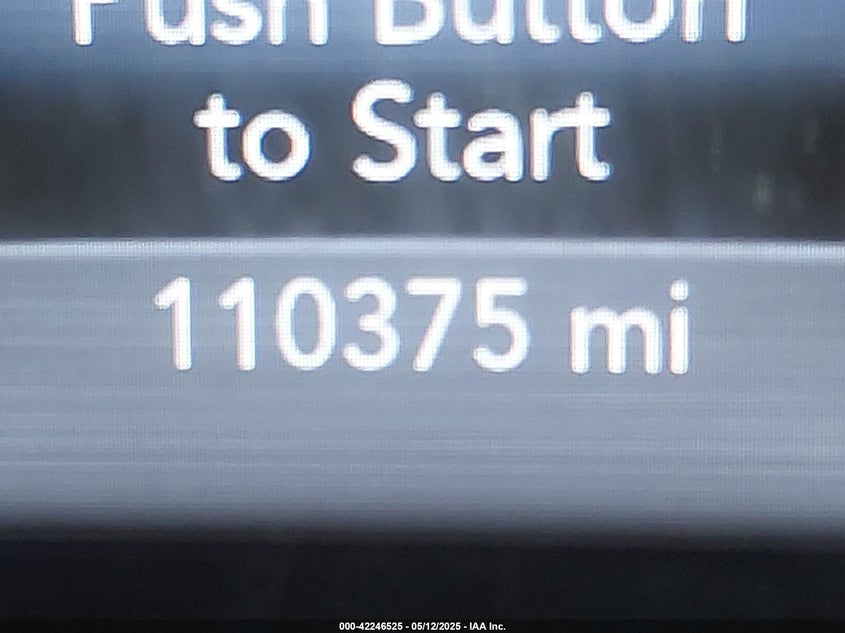 Push Button
to Start
110375 mi
000-42246525 - 05/12/2025 - IAA Inc.